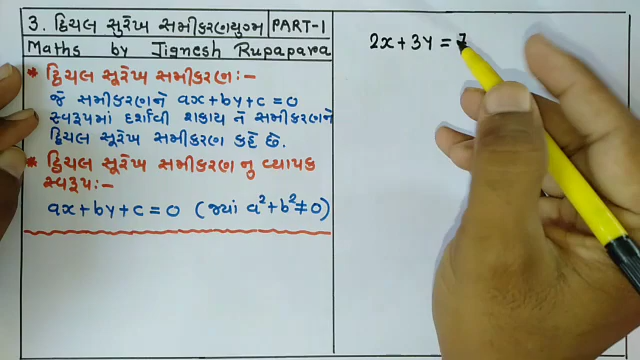 3. દ્વિચલ સુરેખ સમીકરણયુગ્મ PART-1
Maths by Jignesh Rupapara
* દ્વિચલ સૂરેખ સમીકરણ:-
જે સમીકરણને ax+by+c=0
સ્વરૂપમાં દર્શાવી શકાય તે સમીકરણને
દ્વિચલ સુરેખ સમીકરણ કહે છે.
* દ્વિચલ સૂરેખ સમીકરણ નુ વ્યાપક
સ્વરૂપ:-
ax+by+c=0 (જ્યાં a²+b²≠0)
2x+3y=7